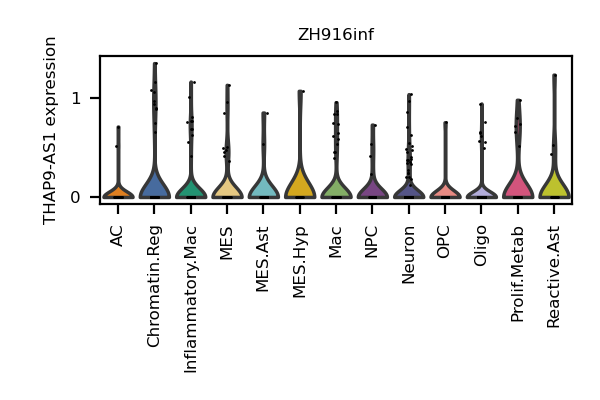 ZH916inf
THAP9-AS1 expression
1
0
AC
Chromatin.Reg
Inflammatory.Mac
MES
MES.Ast
MES.Hyp
Mac
NPC
Neuron
OPC
Oligo
Prolif.Metab
Reactive.Ast